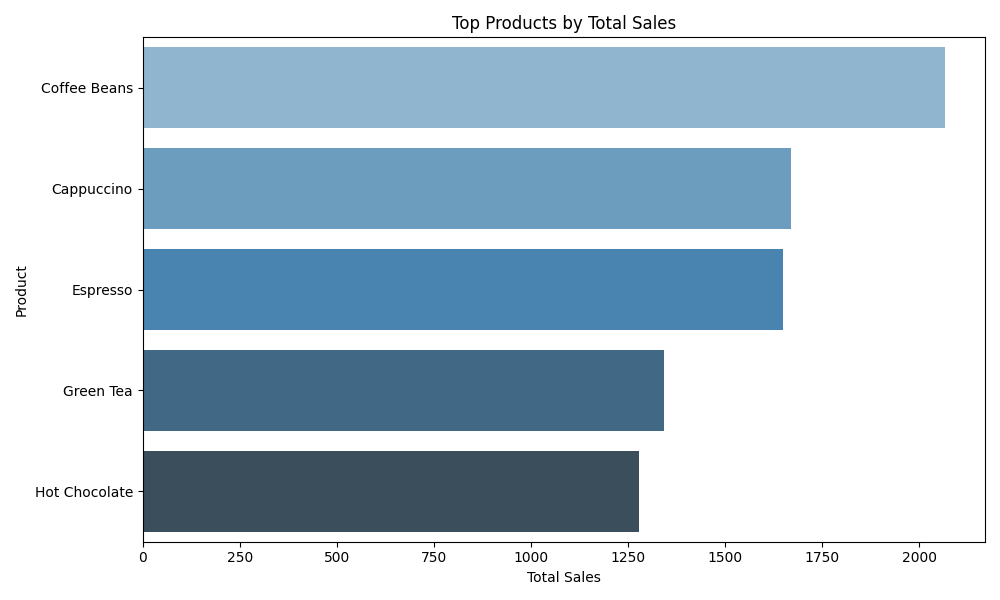 Top Products by Total Sales
Product
Coffee Beans
Cappuccino
Espresso
Green Tea
Hot Chocolate
0 250 500 750 1000 1250 1500 1750 2000
Total Sales